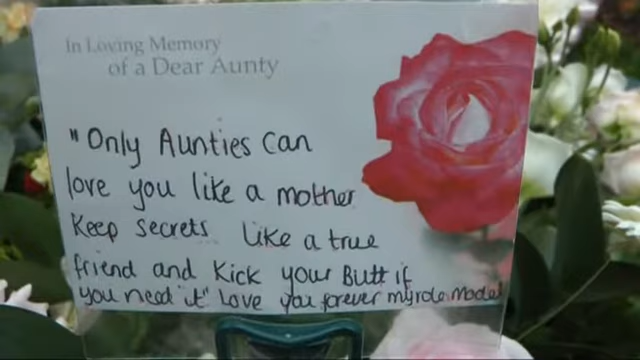 In Loving Memory
of a Dear Aunty
"Only Aunties can
love you like a mother
Keep secrets like a true
friend and Kick your Butt if
you need it" Love you forever my role model